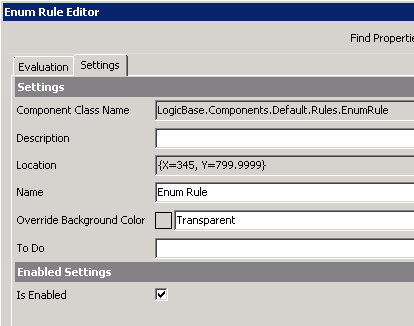 Enum Rule Editor
Find Properti
Evaluation Settings
Settings
Component Class Name LogicBase.Components.Default.Rules.EnumRule
Description
Location {X=345, Y=799.9999}
Name Enum Rule
Override Background Color Transparent
To Do
Enabled Settings
Is Enabled